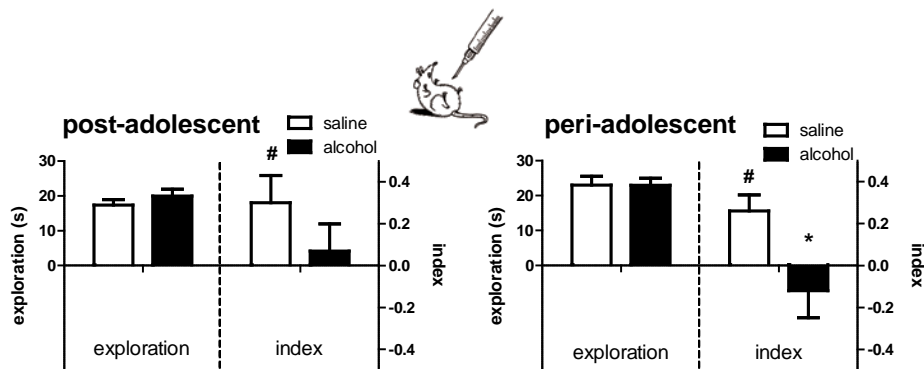 post-adolescent
saline
alcohol
#
30
20
10
0
exploration (s)
0.4
0.2
0.0
-0.2
-0.4
index
exploration
index
peri-adolescent
saline
alcohol
#
*
30
20
10
0
exploration (s)
0.4
0.2
0.0
-0.2
-0.4
index
exploration
index